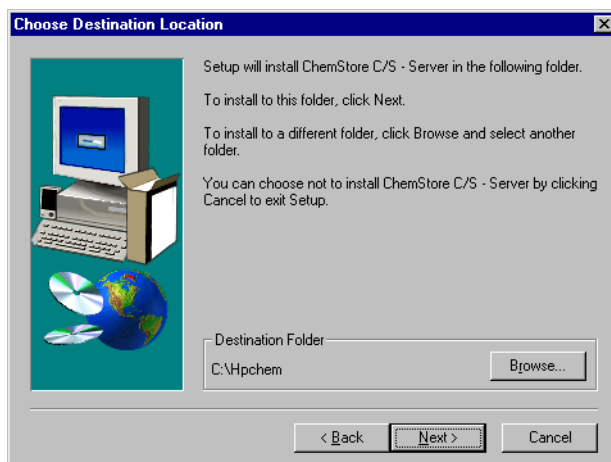 Choose Destination Location
Setup will install ChemStore C/S - Server in the following folder.
To install to this folder, click Next.
To install to a different folder, click Browse and select another
folder.
You can choose not to install ChemStore C/S - Server by clicking
Cancel to exit Setup.
Destination Folder
C:\Hpchem
Browse...
< Back
Next >
Cancel